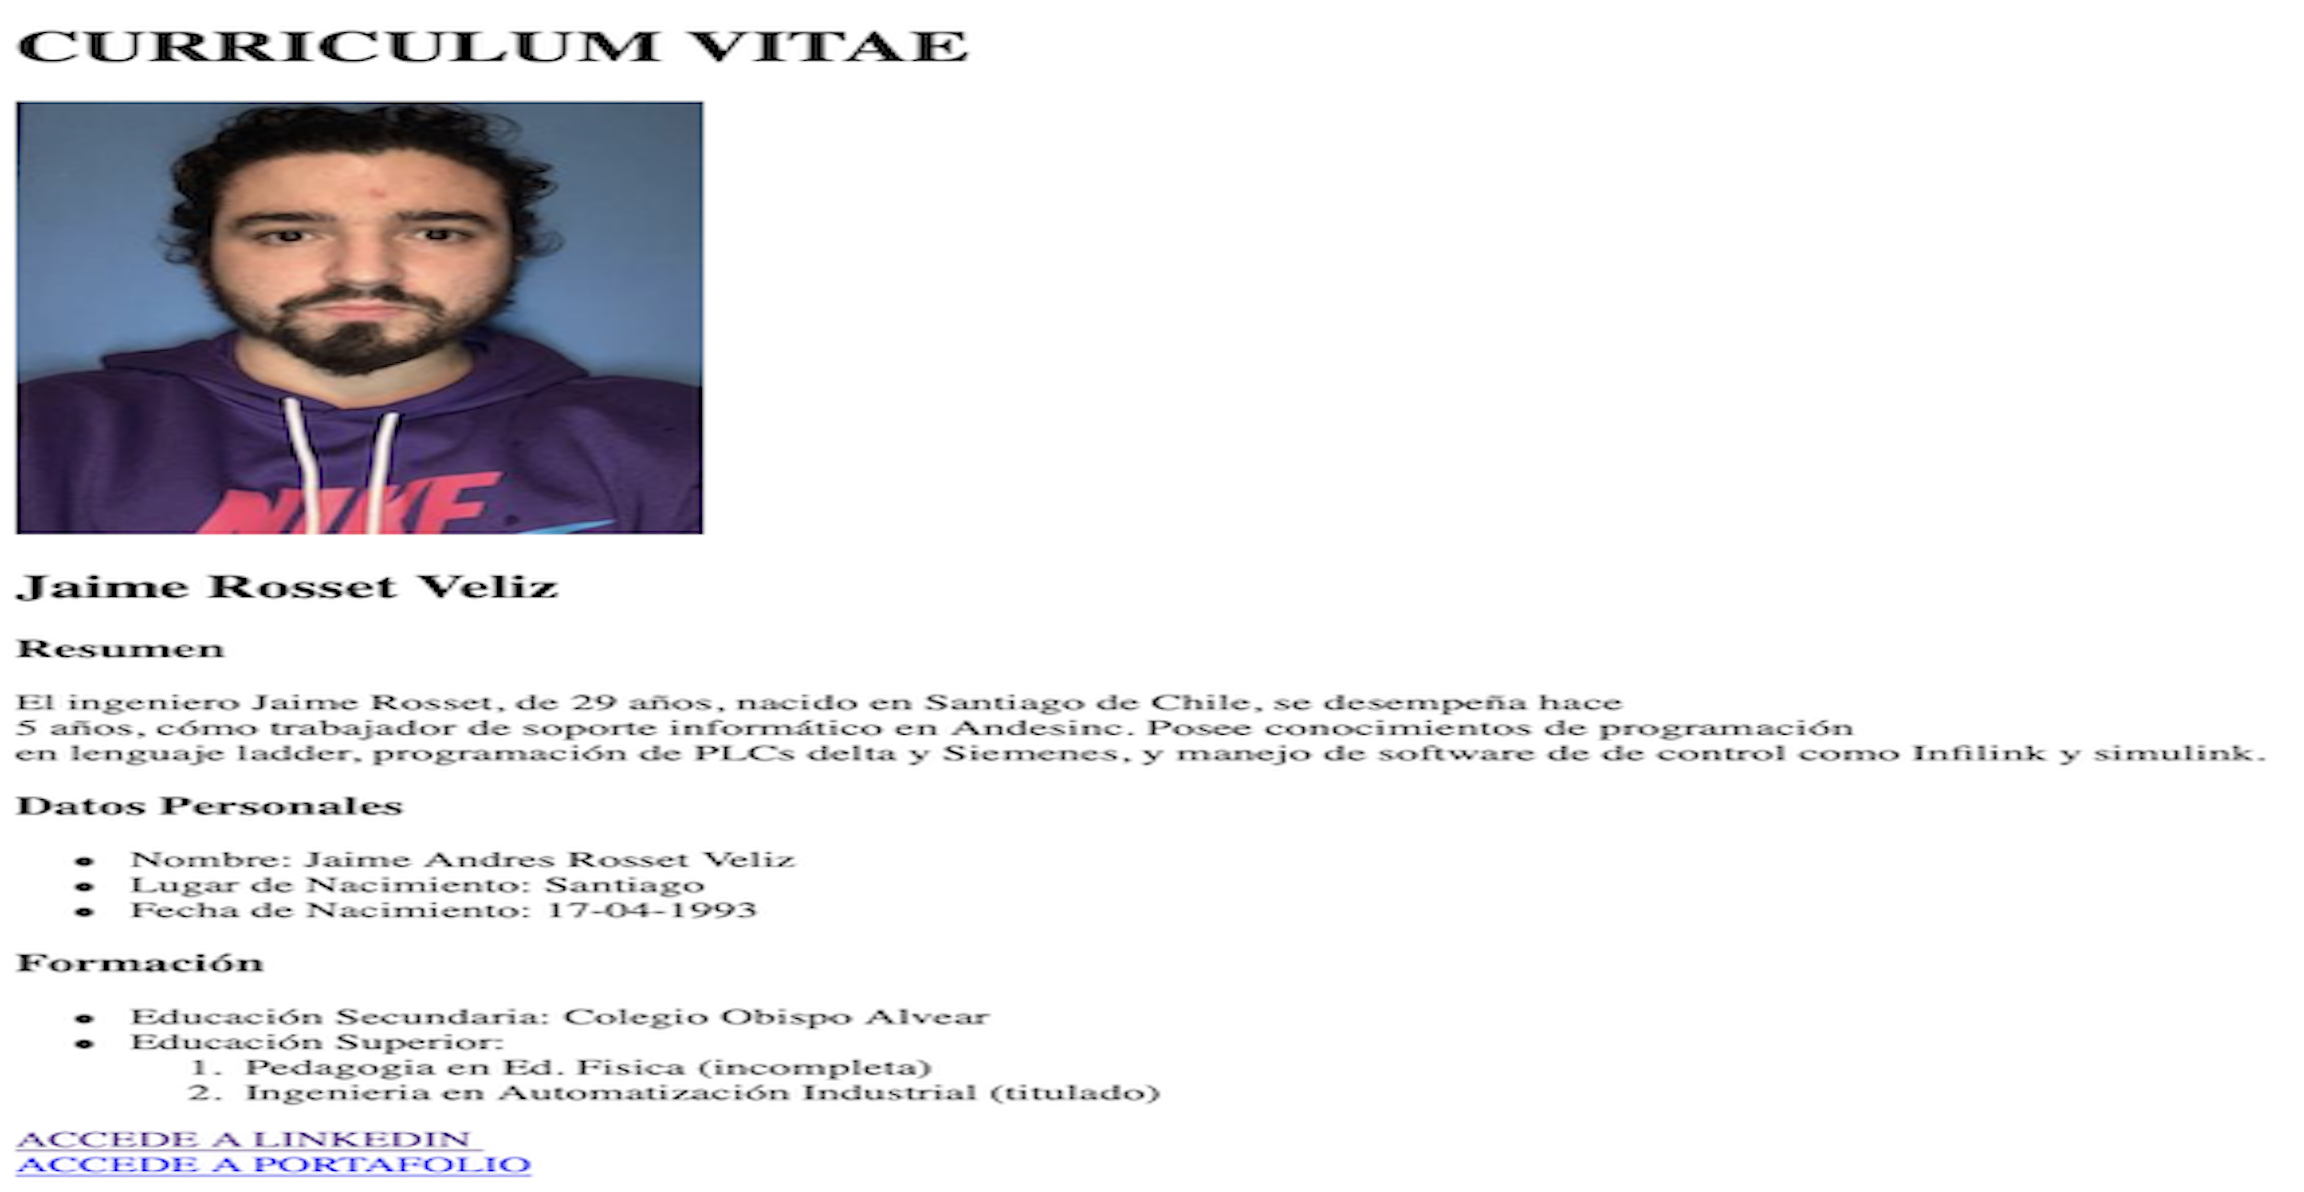 CURRICULUM VITAE
NIKE
Jaime Rosset Veliz
Resumen
El ingeniero Jaime Rosset, de 29 años, nacido en Santiago de Chile, se desempeña hace
5 años, cómo trabajador de soporte informático en Andesinc. Posee conocimientos de programación
en lenguaje ladder, programación de PLCs delta y Siemenes, y manejo de software de de control como Infilink y simulink.
Datos Personales
• Nombre: Jaime Andres Rosset Veliz
• Lugar de Nacimiento: Santiago
• Fecha de Nacimiento: 17-04-1993
Formación
• Educación Secundaria: Colegio Obispo Alvear
• Educación Superior:
1. Pedagogia en Ed. Fisica (incompleta)
2. Ingenieria en Automatización Industrial (titulado)
ACCEDE A LINKEDIN
ACCEDE A PORTAFOLIO